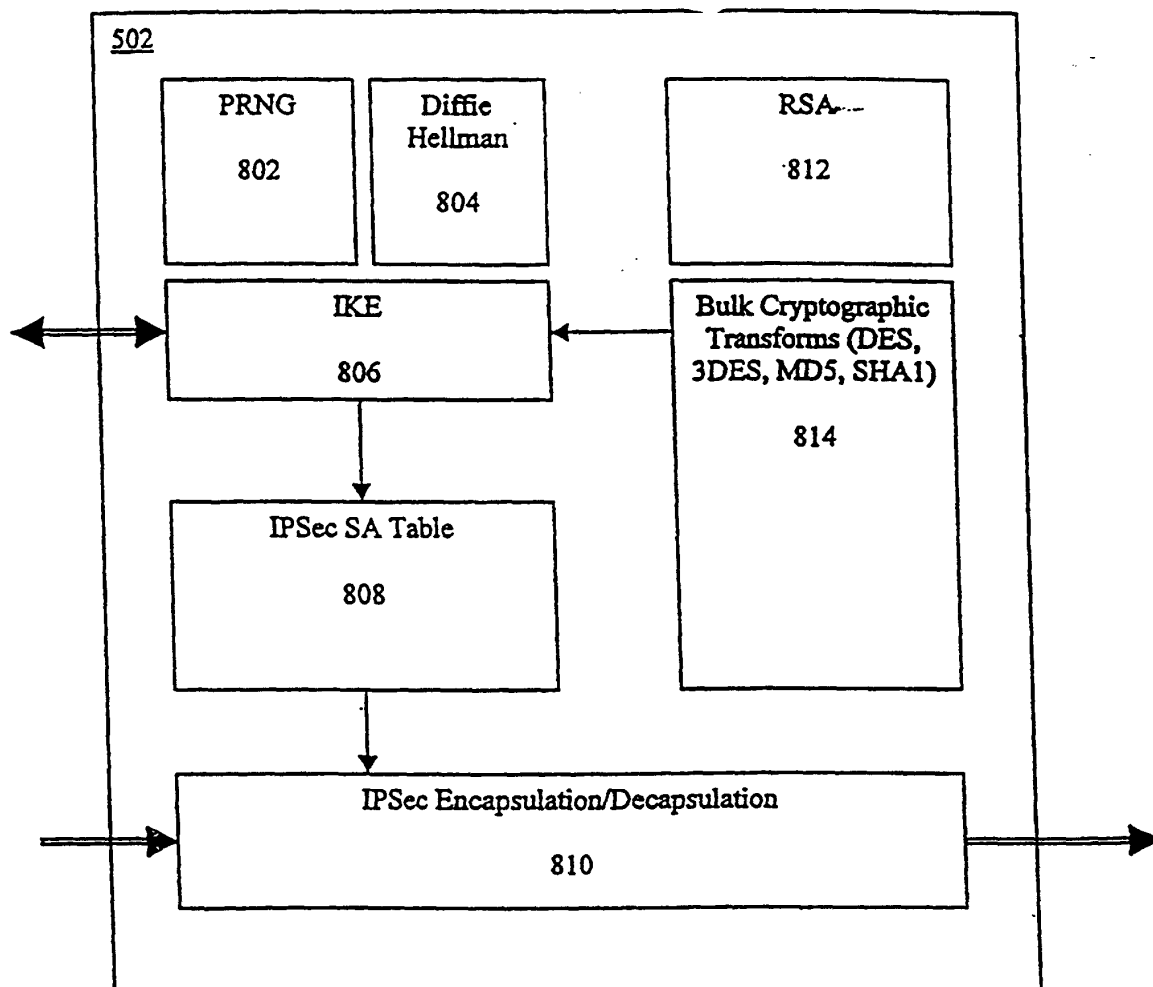 502
PRNG
802
Diffie
Hellman
804
RSA
812
IKE
806
Bulk Cryptographic
Transforms (DES,
3DES, MD5, SHA1)
814
IPSec SA Table
808
IPSec Encapsulation/Decapsulation
810